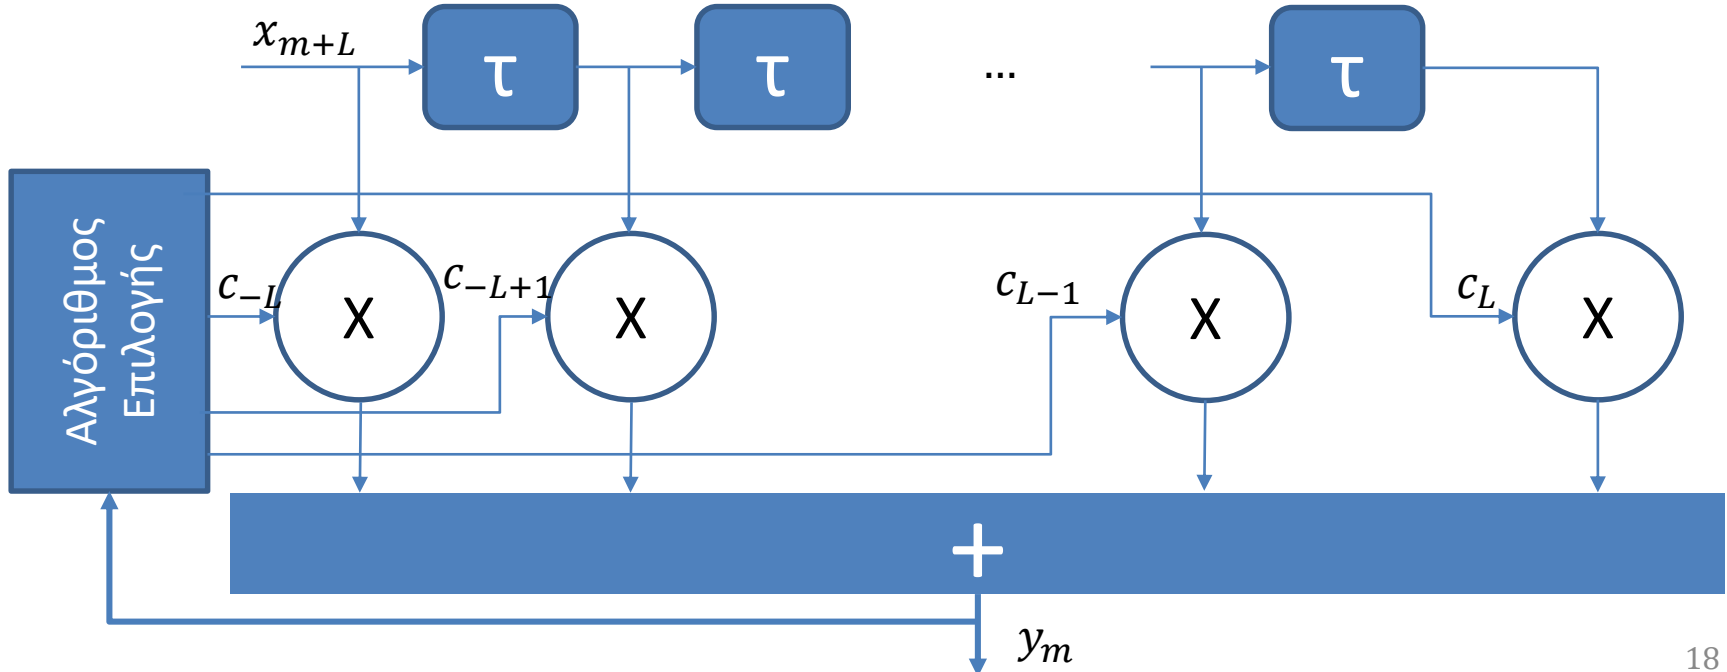 x_{m+L}
τ
τ
...
τ
Αλγόριθμος
Επιλογής
c_{-L}
c_{-L+1}
c_{L-1}
c_L
X
X
X
X
+
y_m
18